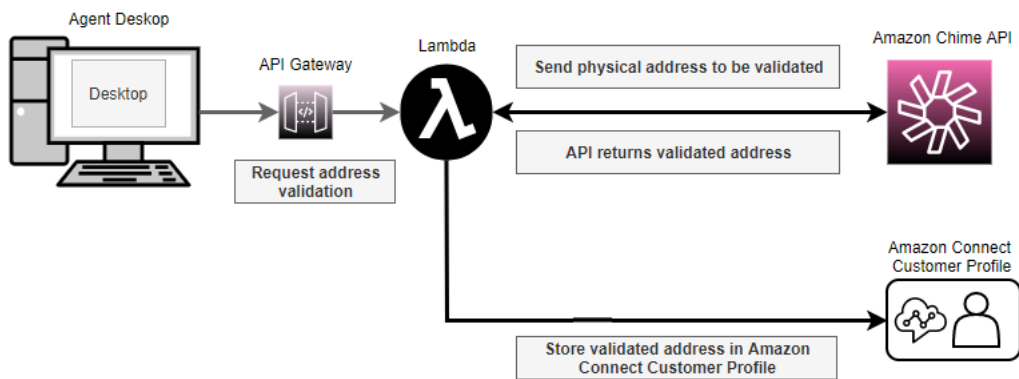 Agent Deskop
Desktop
API Gateway
Request address
validation
Lambda
Send physical address to be validated
API returns validated address
Amazon Chime API
Amazon Connect
Customer Profile
Store validated address in Amazon
Connect Customer Profile